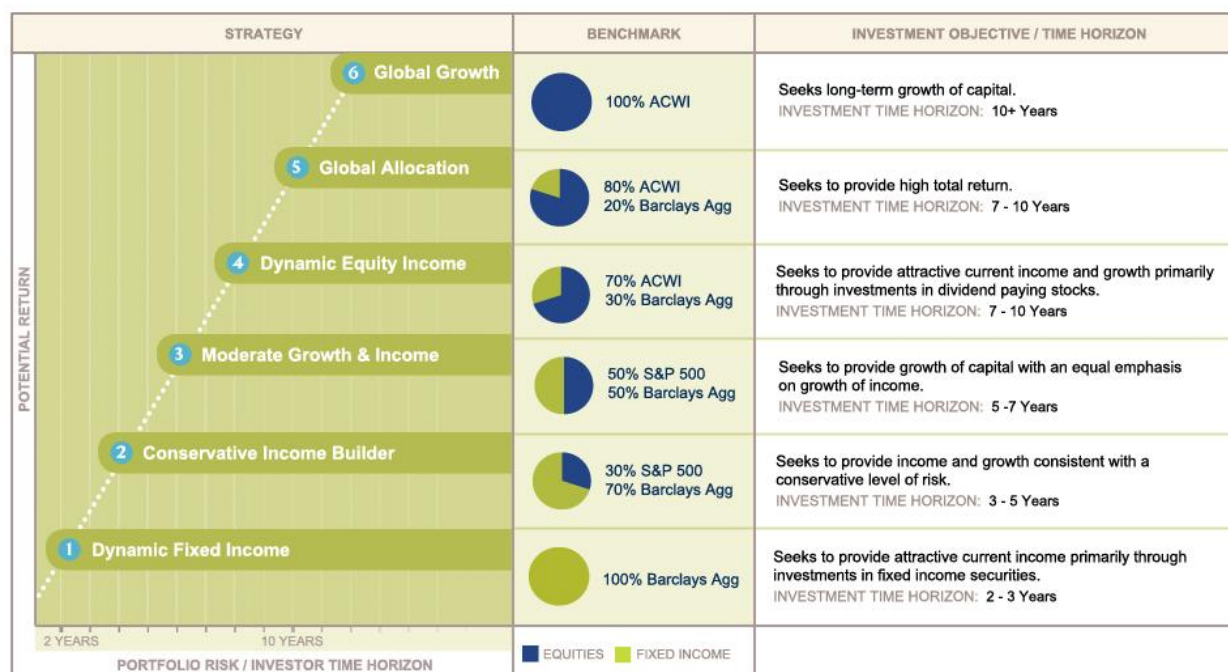 STRATEGY
BENCHMARK
INVESTMENT OBJECTIVE / TIME HORIZON
POTENTIAL RETURN
6 Global Growth
100% ACWI
Seeks long-term growth of capital.
INVESTMENT TIME HORIZON: 10+ Years
5 Global Allocation
80% ACWI
20% Barclays Agg
Seeks to provide high total return.
INVESTMENT TIME HORIZON: 7 - 10 Years
4 Dynamic Equity Income
70% ACWI
30% Barclays Agg
Seeks to provide attractive current income and growth primarily
through investments in dividend paying stocks.
INVESTMENT TIME HORIZON: 7 - 10 Years
3 Moderate Growth & Income
50% S&P 500
50% Barclays Agg
Seeks to provide growth of capital with an equal emphasis
on growth of income.
INVESTMENT TIME HORIZON: 5 -7 Years
2 Conservative Income Builder
30% S&P 500
70% Barclays Agg
Seeks to provide income and growth consistent with a
conservative level of risk.
INVESTMENT TIME HORIZON: 3 - 5 Years
1 Dynamic Fixed Income
100% Barclays Agg
Seeks to provide attractive current income primarily through
investments in fixed income securities.
INVESTMENT TIME HORIZON: 2 - 3 Years
2 YEARS
10 YEARS
PORTFOLIO RISK / INVESTOR TIME HORIZON
EQUITIES
FIXED INCOME